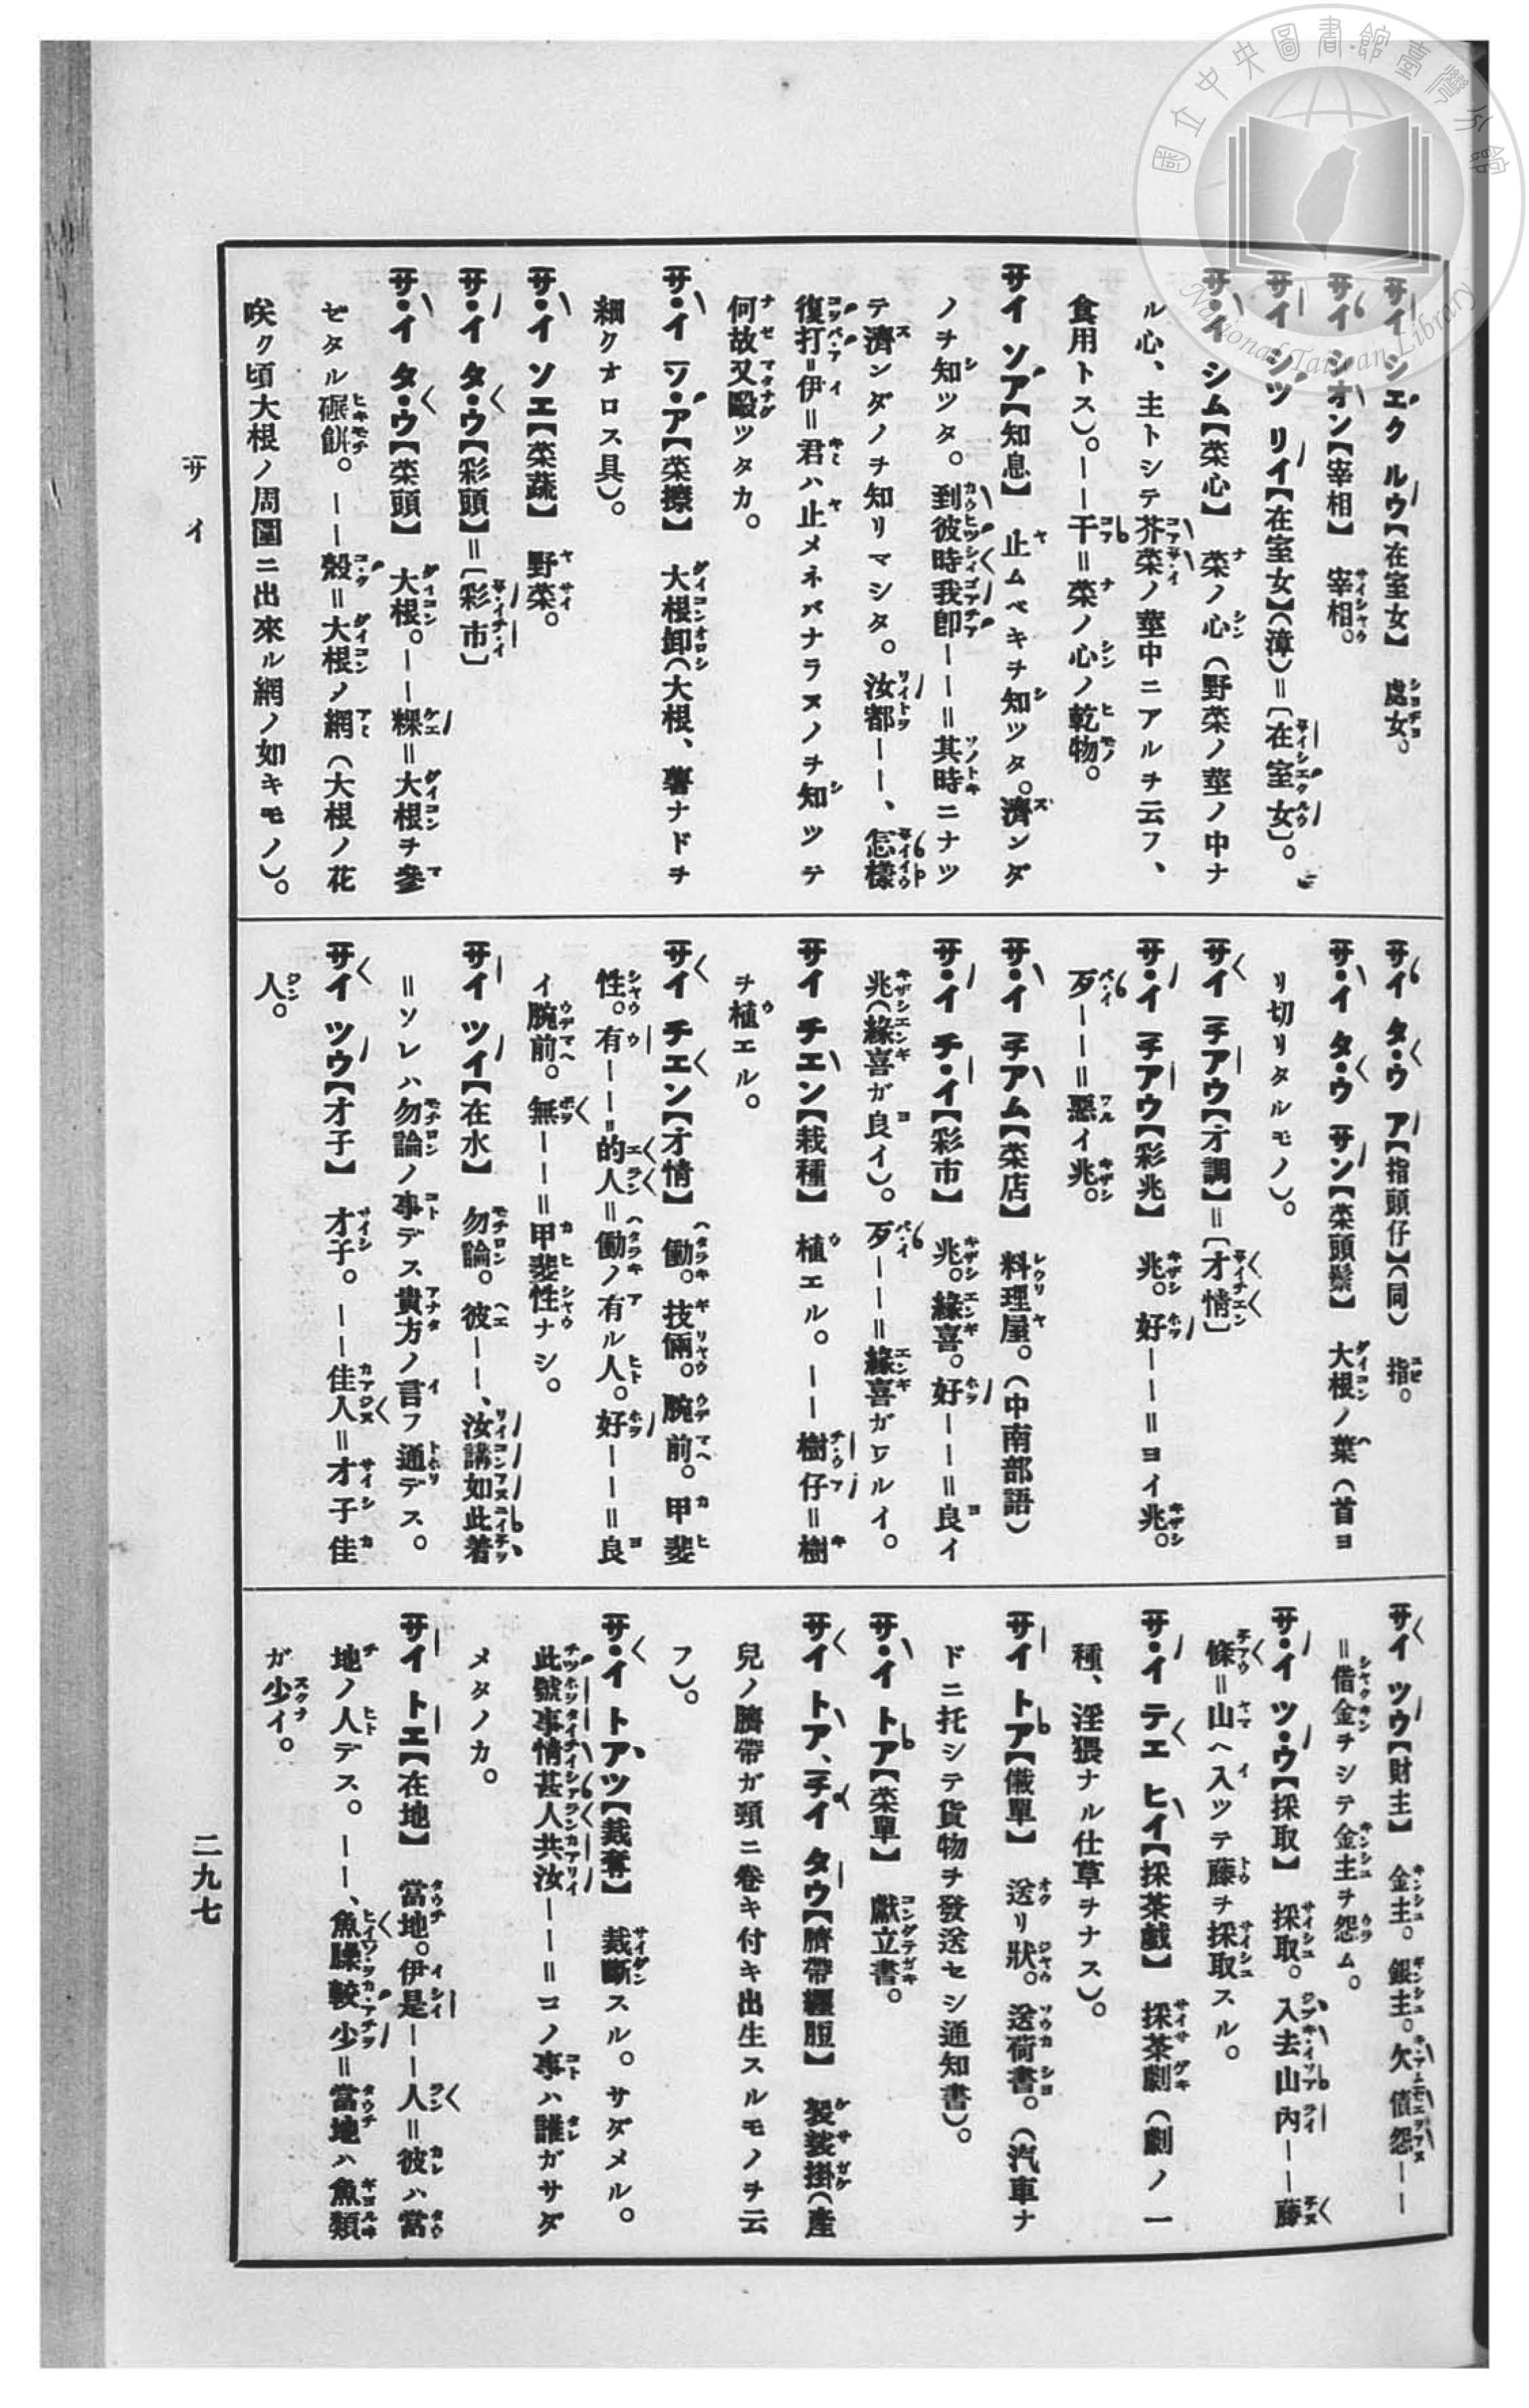 サイ シエク ルウ【在室女】 處女。
サイ シオン【宰相】 宰相。
サイ シツ リイ【在室女】(漳)=〔在室女〕。
サ・イ シム【菜心】 菜ノ心(野菜ノ莖ノ中ナ
ル心、主トシテ芥菜ノ莖中ニアルヲ云フ、
食用トス)。――干=菜ノ心ノ乾物。
サイ ソア【知息】 止ムベキヲ知ツタ。濟ンダ
ノヲ知ツタ。到彼時我即――=其時ニナツ
テ濟ンダノヲ知リマシタ。汝都――、怎樣
復打伊=君ハ止メネバナラヌノヲ知ツテ
何故又毆ツタカ。
サ・イ ソ・ア【菜擦】 大根卸(大根、薯ナドヲ
細クオロス具)。
サ・イ ソエ【菜蔬】 野菜。
サ・イ タ・ウ【彩頭】=〔彩市〕
サ・イ タ・ウ【菜頭】 大根。――粿=大根ヲ參
ゼタル碾餅。――殼=大根ノ網(大根ノ花
咲ク頃大根ノ周圍ニ出來ル網ノ如キモノ)。
サイ タ・ウ ア【指頭仔】(同) 指。
サ・イ タ・ウ サン【菜頭鬃】 大根ノ葉(首ヨ
リ切リタルモノ)。
サイ チアウ【才調】=〔才情〕
サ・イ チアウ【彩兆】 兆。好――=ヨイ兆。
歹――=惡イ兆。
サ・イ チアム【菜店】 料理屋。(中南部語)
サ・イ チ・イ【彩市】 兆。緣喜。好――=良イ
兆(緣喜ガ良イ)。歹――=緣喜ガワルイ。
サイ チエン【栽種】 植エル。――樹仔=樹
ヲ植エル。
サイ チエン【才情】 働。技倆。腕前。甲斐
性。有――的人=働ノ有ル人。好――=良
イ腕前。無――=甲斐性ナシ。
サイ ツイ【在水】 勿論。彼――、汝講如此着
=ソレハ勿論ノ事デス貴方ノ言フ通デス。
サイ ツウ【才子】 才子。――佳人=才子佳
人。
サイ ツウ【財主】 金主。銀主。欠債怨――
=借金ヲシテ金主ヲ怨ム。
サ・イ ツ・ウ【採取】 採取。入去山內――藤
條=山ヘ入ツテ藤ヲ採取スル。
サ・イ テエ ヒイ【採茶戲】 採茶劇(劇ノ一
種、淫猥ナル仕草ヲナス)。
サイ トア【儎單】 送リ狀。送荷書。(汽車ナ
ドニ托シテ貨物ヲ發送セシ通知書)。
サ・イ トア【菜單】 獻立書。
サイ トア、チイ タウ【臍帶纏脰】 袈裟掛(產
兒ノ臍帶ガ頸ニ卷キ付キ出生スルモノヲ云
フ)。
サ・イ トアツ【裁奪】 裁斷スル。サダメル。
此號事情甚人共汝――=コノ事ハ誰ガサダ
メタノカ。
サイ トエ【在地】 當地。伊是――人=彼ハ當
地ノ人デス。――、魚臊較少=當地ハ魚類
ガ少イ。
サイ
二九七
國立中央圖書館臺灣分館
National Taiwan Library